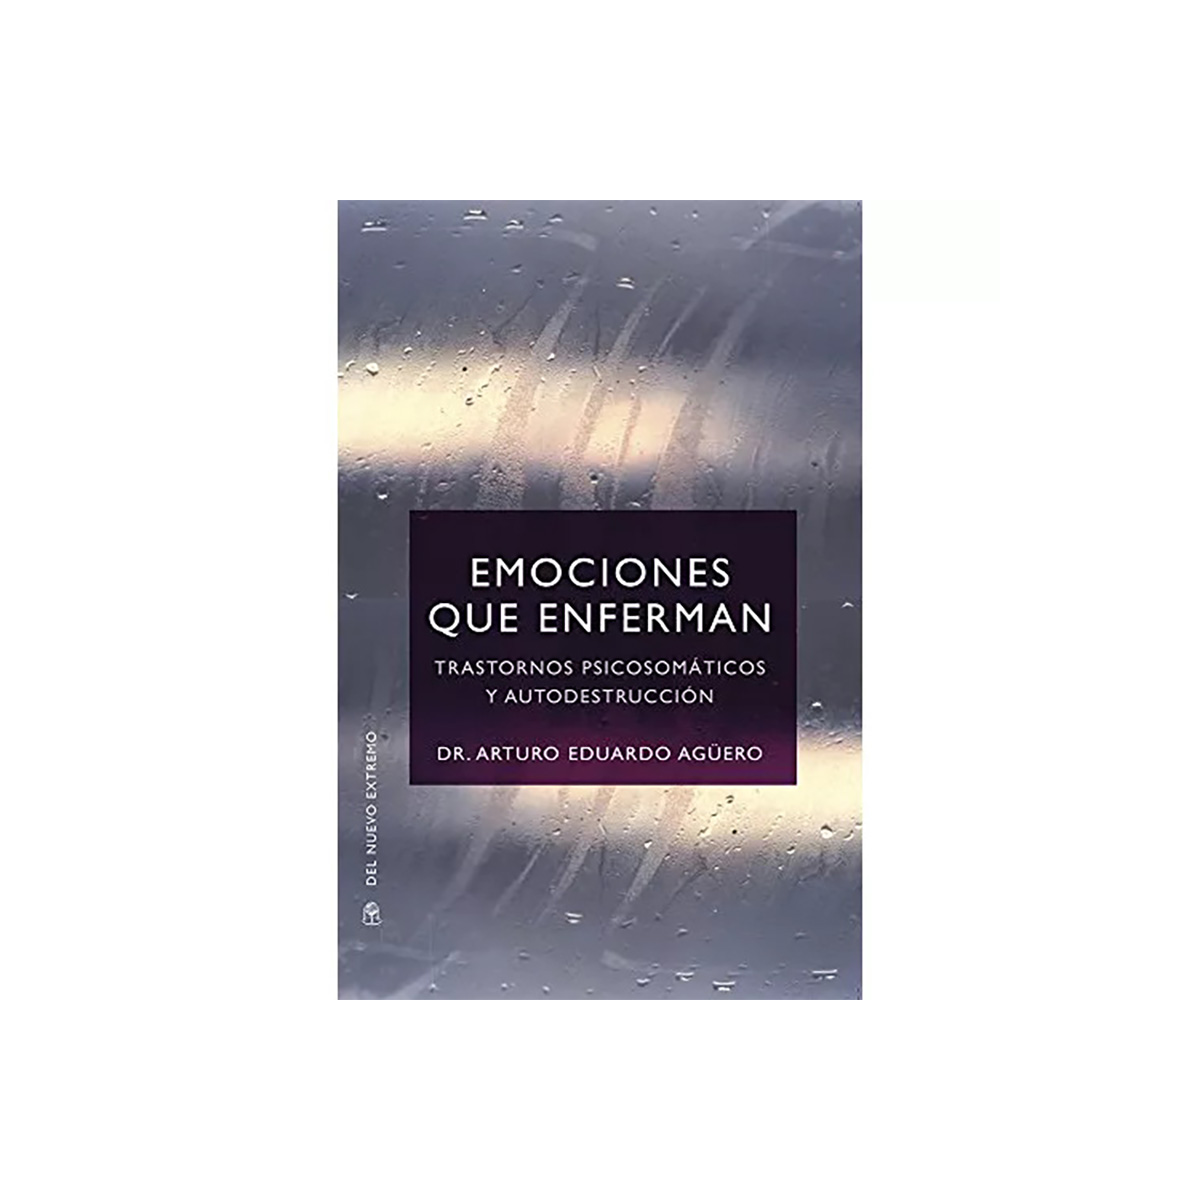 EMOCIONES
QUE ENFERMAN
TRASTORNOS PSICOSOMÁTICOS
Y AUTODESTRUCCIÓN
DR. ARTURO EDUARDO AGÜERO
DEL NUEVO EXTREMO